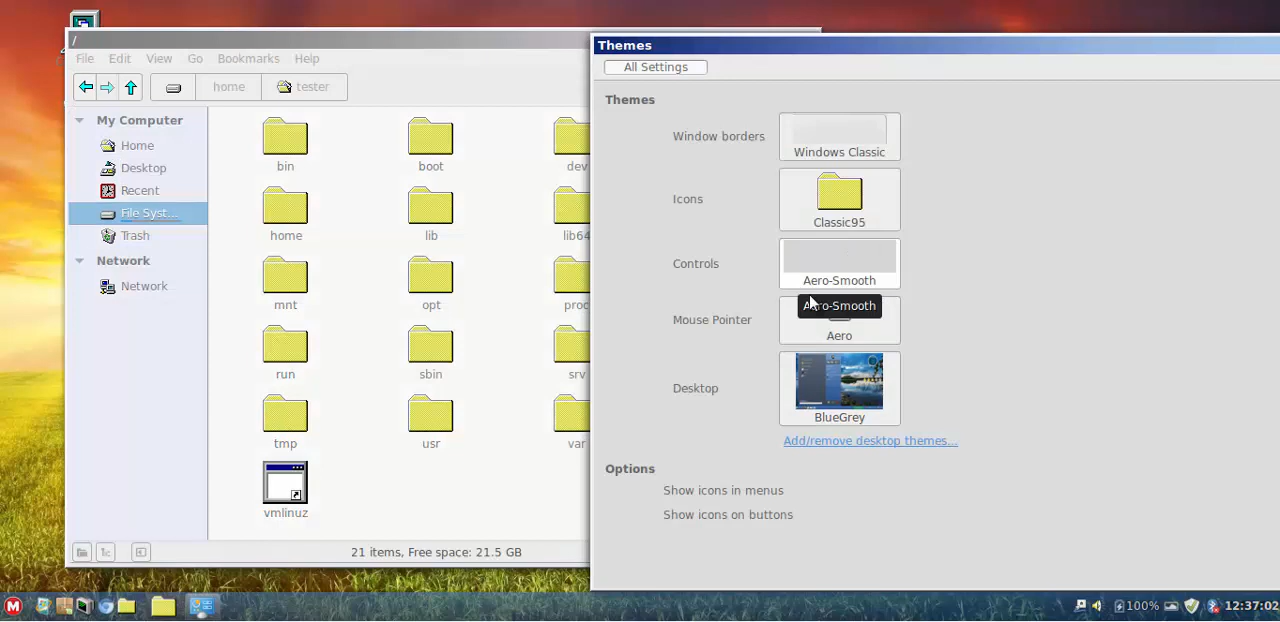 /
File Edit View Go Bookmarks Help
home tester
My Computer
Home
Desktop
Recent
File Syst...
Trash
Network
Network
bin boot dev
home lib lib64
mnt opt proc
run sbin srv
tmp usr var
vmlinuz
21 items, Free space: 21.5 GB
Themes
All Settings
Themes
Window borders
Windows Classic
Icons
Classic95
Controls
Aero-Smooth
Aero-Smooth
Mouse Pointer
Aero
Desktop
BlueGrey
Add/remove desktop themes...
Options
Show icons in menus
Show icons on buttons
M
100%
12:37:02